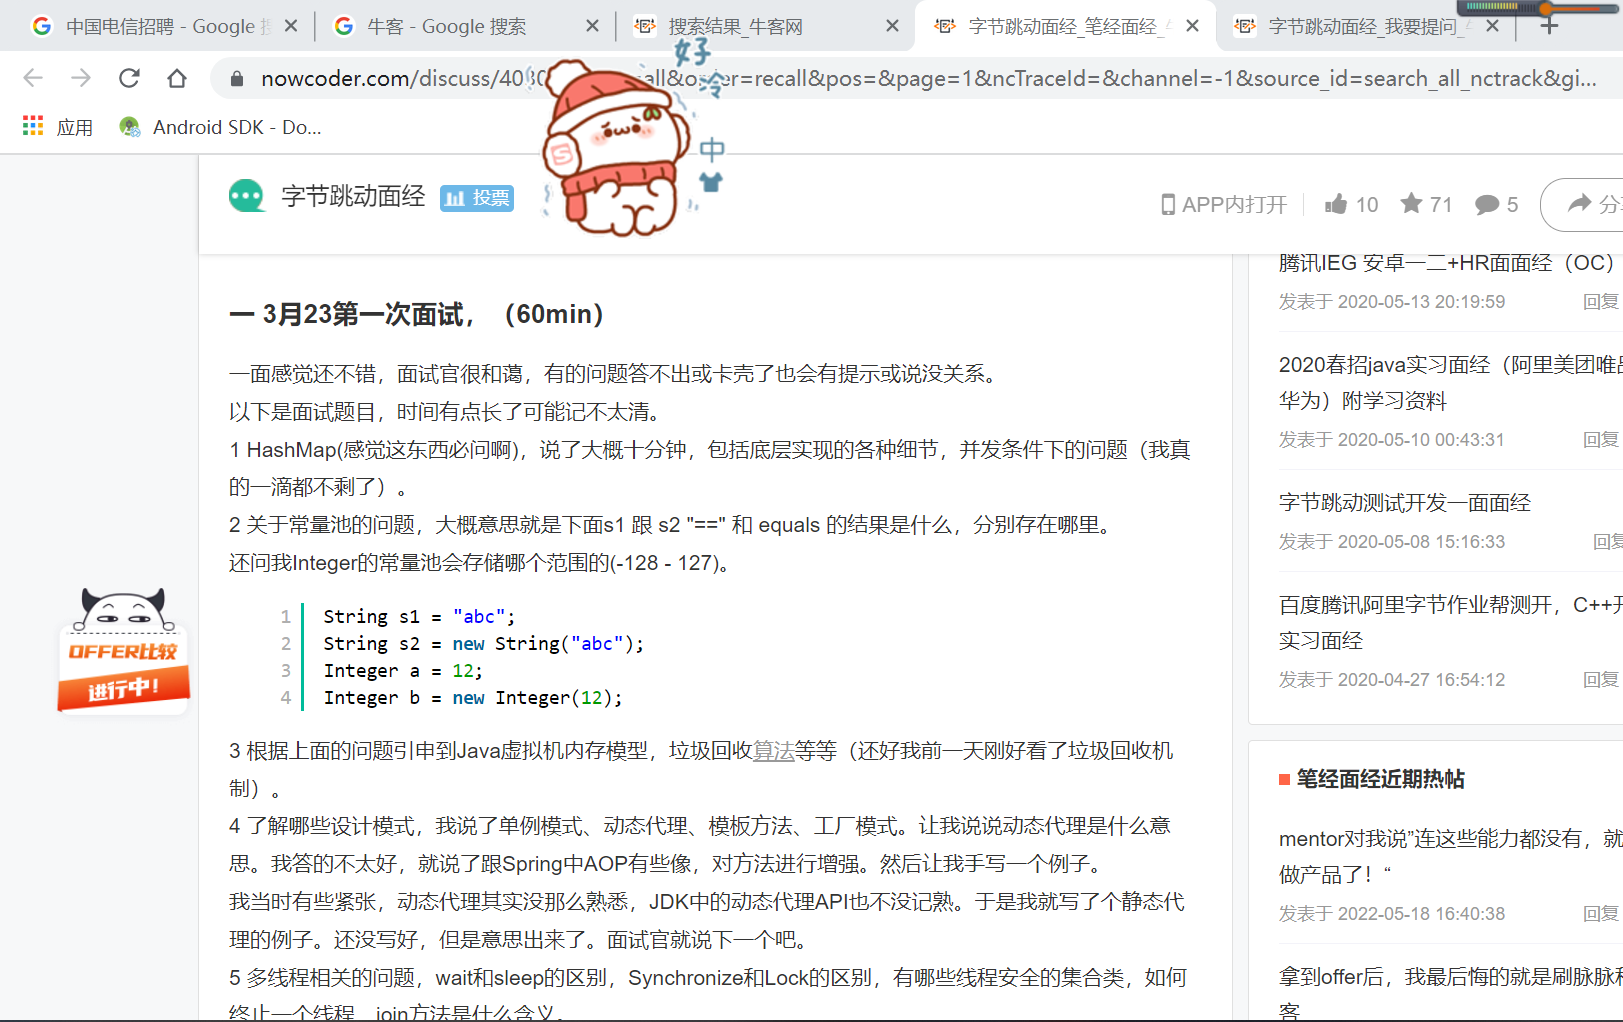 中国电信招聘 - Google
牛客 - Google 搜索
搜索结果_牛客网
字节跳动面经_笔经面经_
字节跳动面经_我要提问_
nowcoder.com/discuss/40
all&order=recall&pos=&page=1&ncTraceId=&channel=-1&source_id=search_all_nctrack&gi...
好冷
中
S
应用
Android SDK - Do...
字节跳动面经
投票
APP内打开
10
71
5
分
一 3月23第一次面试，（60min）
一面感觉还不错，面试官很和蔼，有的问题答不出或卡壳了也会有提示或说没关系。
以下是面试题目，时间有点长了可能记不太清。
1 HashMap(感觉这东西必问啊)，说了大概十分钟，包括底层实现的各种细节，并发条件下的问题（我真
的一滴都不剩了）。
2 关于常量池的问题，大概意思就是下面s1 跟 s2 "==" 和 equals 的结果是什么，分别存在哪里。
还问我Integer的常量池会存储哪个范围的(-128 - 127)。
1 String s1 = "abc";
2 String s2 = new String("abc");
3 Integer a = 12;
4 Integer b = new Integer(12);
3 根据上面的问题引申到Java虚拟机内存模型，垃圾回收算法等等（还好我前一天刚好看了垃圾回收机
制）。
4 了解哪些设计模式，我说了单例模式、动态代理、模板方法、工厂模式。让我说说动态代理是什么意
思。我答的不太好，就说了跟Spring中AOP有些像，对方法进行增强。然后让我手写一个例子。
我当时有些紧张，动态代理其实没那么熟悉，JDK中的动态代理API也不没记熟。于是我就写了个静态代
理的例子。还没写好，但是意思出来了。面试官就说下一个吧。
5 多线程相关的问题，wait和sleep的区别，Synchronize和Lock的区别，有哪些线程安全的集合类，如何
终止一个线程，join方法是什么含义。
OFFER比较
进行中!
腾讯IEG 安卓一二+HR面面经（OC）
发表于 2020-05-13 20:19:59 回复
2020春招java实习面经（阿里美团唯品
华为）附学习资料
发表于 2020-05-10 00:43:31 回复
字节跳动测试开发一面面经
发表于 2020-05-08 15:16:33 回复
百度腾讯阿里字节作业帮测开，C++开
实习面经
发表于 2020-04-27 16:54:12 回复
笔经面经近期热帖
mentor对我说”连这些能力都没有，就
做产品了！“
发表于 2022-05-18 16:40:38 回复
拿到offer后，我最后悔的就是刷脉脉和
客